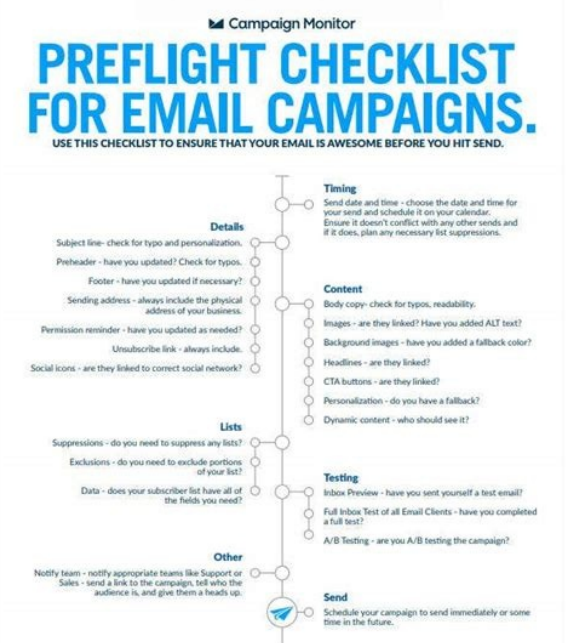 Campaign Monitor
PREFLIGHT CHECKLIST
FOR EMAIL CAMPAIGNS.
USE THIS CHECKLIST TO ENSURE THAT YOUR EMAIL IS AWESOME BEFORE YOU HIT SEND.
Timing
Send date and time - choose the date and time for
your send and schedule it on your calendar.
Ensure it doesn't conflict with any other sends and
if it does, plan any necessary list suppressions.
Details
Subject line- check for typo and personalization.
Preheader - have you updated? Check for typos.
Footer - have you updated if necessary?
Sending address - always include the physical
address of your business.
Permission reminder - have you updated as needed?
Unsubscribe link - always include.
Social icons - are they linked to correct social network?
Content
Body copy- check for typos, readability.
Images - are they linked? Have you added ALT text?
Background images - have you added a fallback color?
Headlines - are they linked?
CTA buttons - are they linked?
Personalization - do you have a fallback?
Dynamic content - who should see it?
Lists
Suppressions - do you need to suppress any lists?
Exclusions - do you need to exclude portions
of your list?
Data - does your subscriber list have all of
the fields you need?
Testing
Inbox Preview - have you sent yourself a test email?
Full Inbox Test of all Email Clients - have you completed
a full test?
A/B Testing - are you A/B testing the campaign?
Other
Notify team - notify appropriate teams like Support or
Sales - send a link to the campaign, tell who the
audience is, and give them a heads up.
Send
Schedule your campaign to send immediately or some
time in the future.